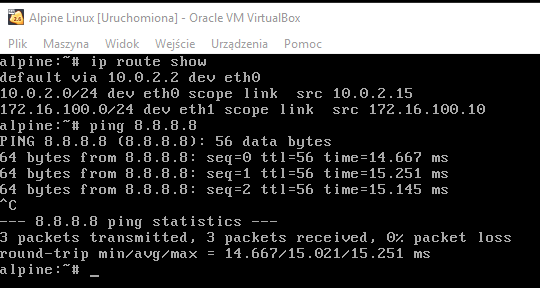 Alpine Linux [Uruchomiona] - Oracle VM VirtualBox
Plik Maszyna Widok Wejście Urządzenia Pomoc
alpine:~# ip route show
default via 10.0.2.2 dev eth0
10.0.2.0/24 dev eth0 scope link  src 10.0.2.15
172.16.100.0/24 dev eth1 scope link  src 172.16.100.10
alpine:~# ping 8.8.8.8
PING 8.8.8.8 (8.8.8.8): 56 data bytes
64 bytes from 8.8.8.8: seq=0 ttl=56 time=14.667 ms
64 bytes from 8.8.8.8: seq=1 ttl=56 time=15.251 ms
64 bytes from 8.8.8.8: seq=2 ttl=56 time=15.145 ms
^C
--- 8.8.8.8 ping statistics ---
3 packets transmitted, 3 packets received, 0% packet loss
round-trip min/avg/max = 14.667/15.021/15.251 ms
alpine:~# _